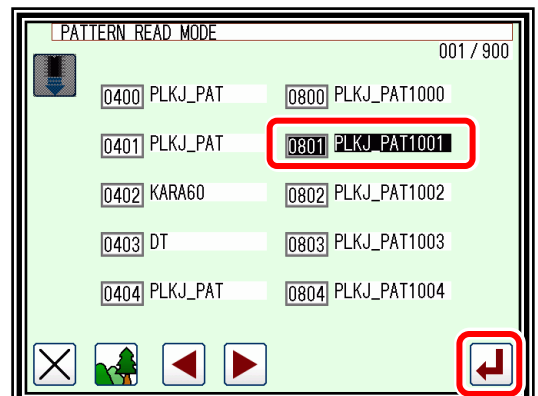 PATTERN READ MODE
001 / 900
0400 PLKJ_PAT 0800 PLKJ_PAT1000
0401 PLKJ_PAT 0801 PLKJ_PAT1001
0402 KARA60 0802 PLKJ_PAT1002
0403 DT 0803 PLKJ_PAT1003
0404 PLKJ_PAT 0804 PLKJ_PAT1004